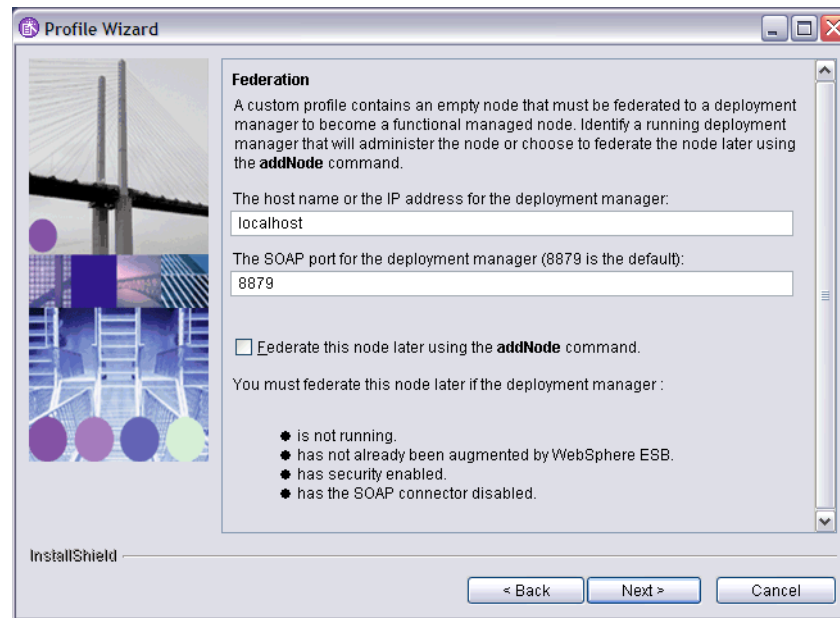 Profile Wizard
Federation
A custom profile contains an empty node that must be federated to a deployment
manager to become a functional managed node. Identify a running deployment
manager that will administer the node or choose to federate the node later using
the addNode command.
The host name or the IP address for the deployment manager:
localhost
The SOAP port for the deployment manager (8879 is the default):
8879
Federate this node later using the addNode command.
You must federate this node later if the deployment manager :
is not running.
has not already been augmented by WebSphere ESB.
has security enabled.
has the SOAP connector disabled.
InstallShield
< Back
Next >
Cancel